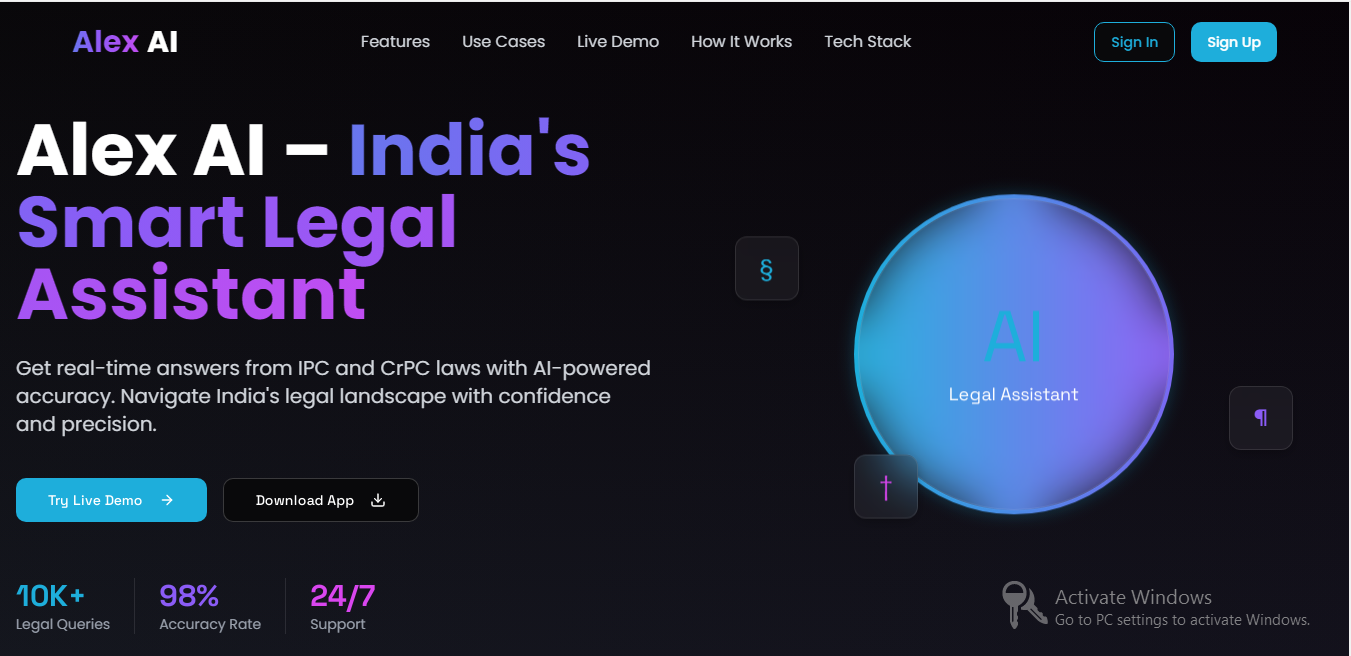 Alex AI
Features
Use Cases
Live Demo
How It Works
Tech Stack
Sign In
Sign Up
Alex AI – India's
Smart Legal
Assistant
Get real-time answers from IPC and CrPC laws with AI-powered
accuracy. Navigate India's legal landscape with confidence
and precision.
Try Live Demo →
Download App
10K+
Legal Queries
98%
Accuracy Rate
24/7
Support
§
AI
Legal Assistant
¶
†
Activate Windows
Go to PC settings to activate Windows.